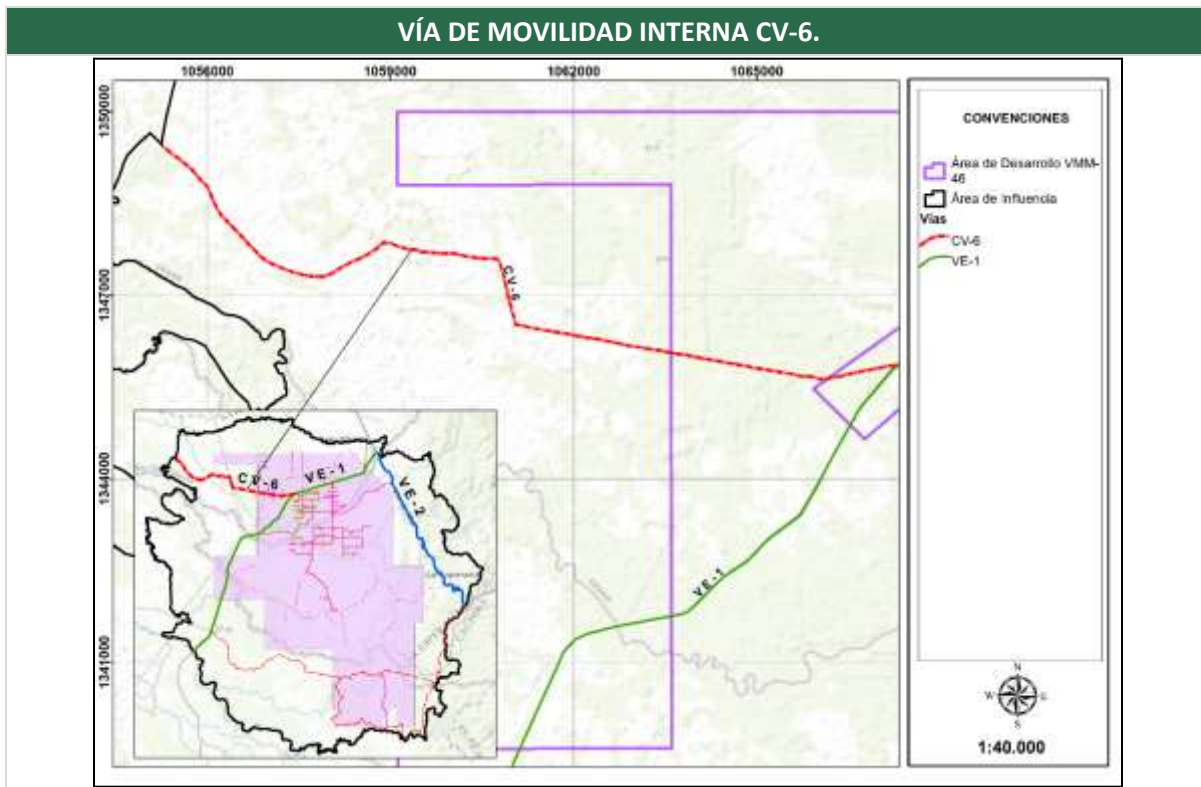 VÍA DE MOVILIDAD INTERNA CV-6.
1056000
1059000
1062000
1065000
1350000
1347000
1344000
1341000
CV-6
VE-1
CV-6
VE-1
VE-2
CONVENCIONES
Área de Desarrollo VMM-
46
Área de Influencia
Vías
CV-6
VE-1
N
W
E
S
1:40.000